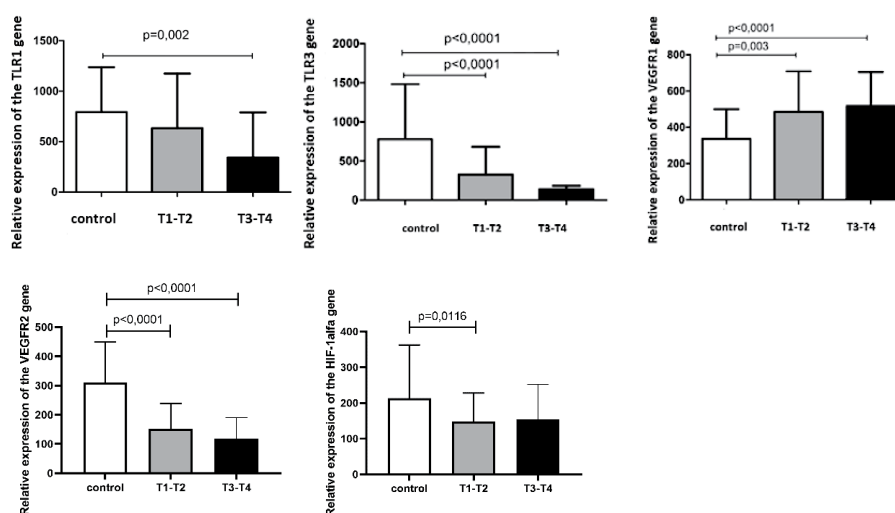 p=0,002
1500
1000
500
0
control
T1-T2
T3-T4
Relative expression of the TLR1 gene
p<0,0001
p<0,0001
2000
1500
1000
500
0
control
T1-T2
T3-T4
Relative expression of the TLR3 gene
p<0,0001
p=0,003
800
600
400
200
0
control
T1-T2
T3-T4
Relative expression of the VEGFR1 gene
p<0,0001
p<0,0001
500
400
300
200
100
0
control
T1-T2
T3-T4
Relative expression of the VEGFR2 gene
p=0,0116
400
300
200
100
0
control
T1-T2
T3-T4
Relative expression of the HIF-1alfa gene